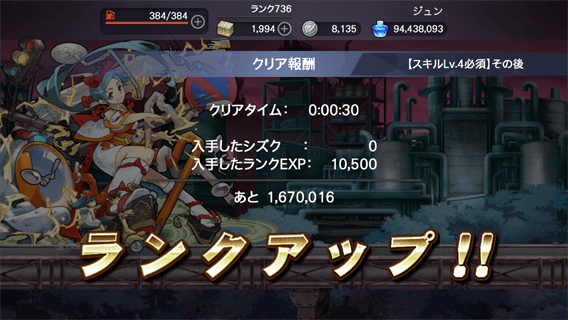 384/384
ランク736
1,994
8,135
ジュン
94,438,093
クリア報酬
【スキルLv.4必須】その後
クリアタイム： 0:00:30
入手したシズク ： 0
入手したランクEXP： 10,500
あと 1,670,016
ランクアップ!!